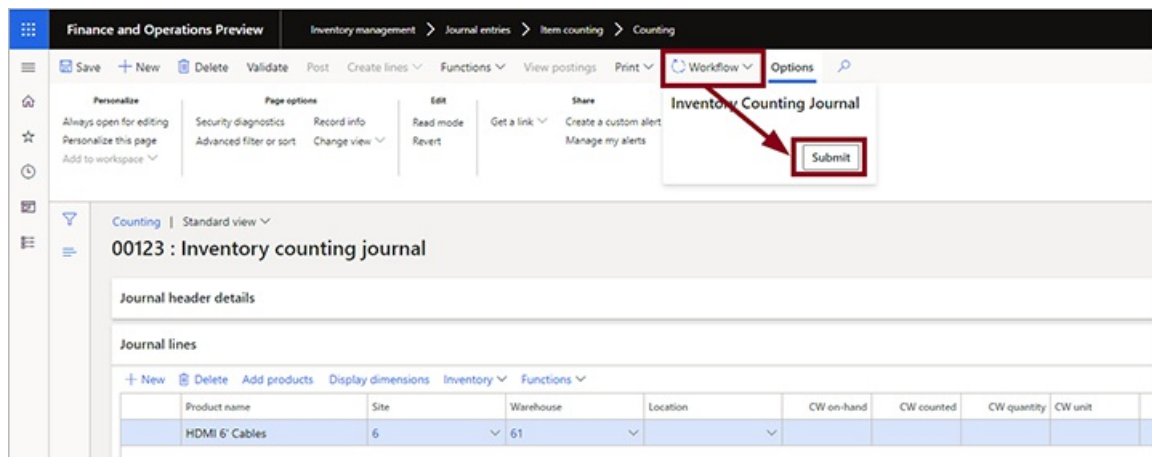 Finance and Operations Preview Inventory management > Journal entries > Item counting > Counting
Save + New Delete Validate Post Create lines Functions View postings Print Workflow Options
Personalize Page options Edit Share Inventory Counting Journal
Always open for editing Security diagnostics Record info Read mode Get a link Create a custom alert
Personalize this page Advanced filter or sort Change view Revert Manage my alerts
Add to workspace Submit
Counting | Standard view
00123 : Inventory counting journal
Journal header details
Journal lines
+ New Delete Add products Display dimensions Inventory Functions
Product name Site Warehouse Location CW on-hand CW counted CW quantity CW unit
HDMI 6' Cables 6 61